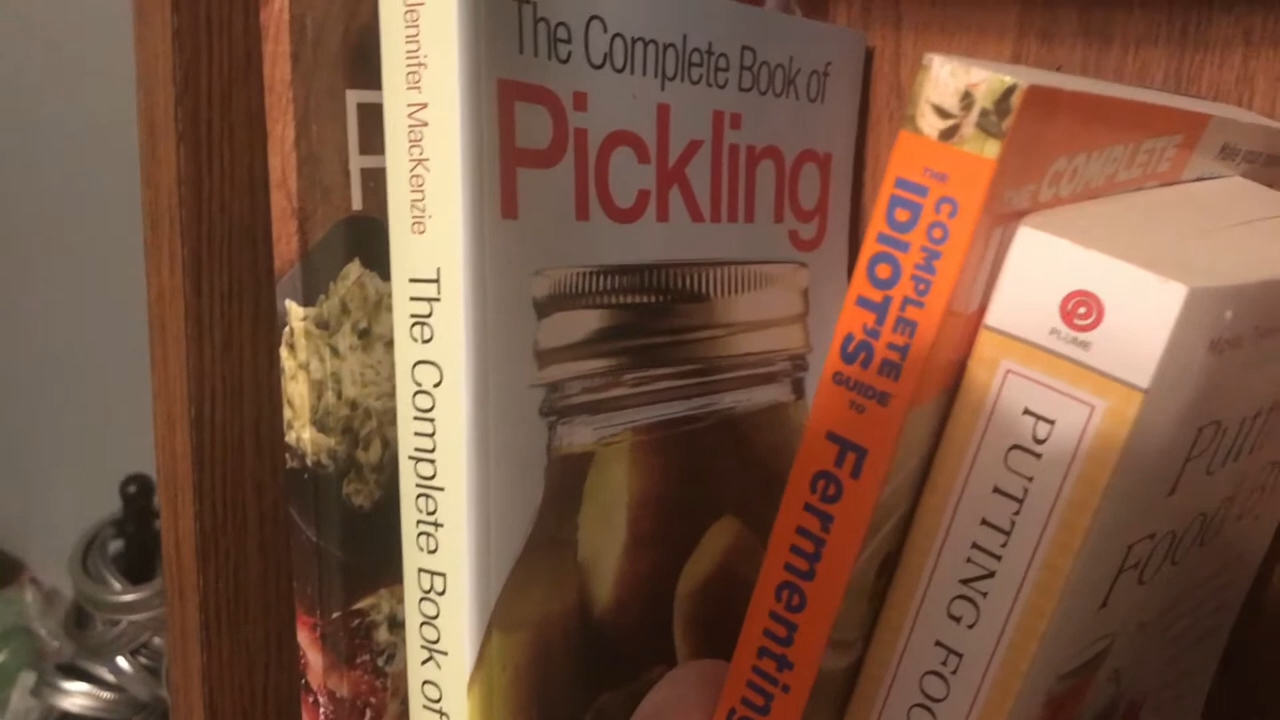 F
Jennifer MacKenzie
The Complete Book of
The Complete Book of
Pickling
THE
COMPLETE
IDIOT'S
GUIDE
TO
Fermenting
THE COMPLETE
PLUME
PUTTING FOO
Putt
Food